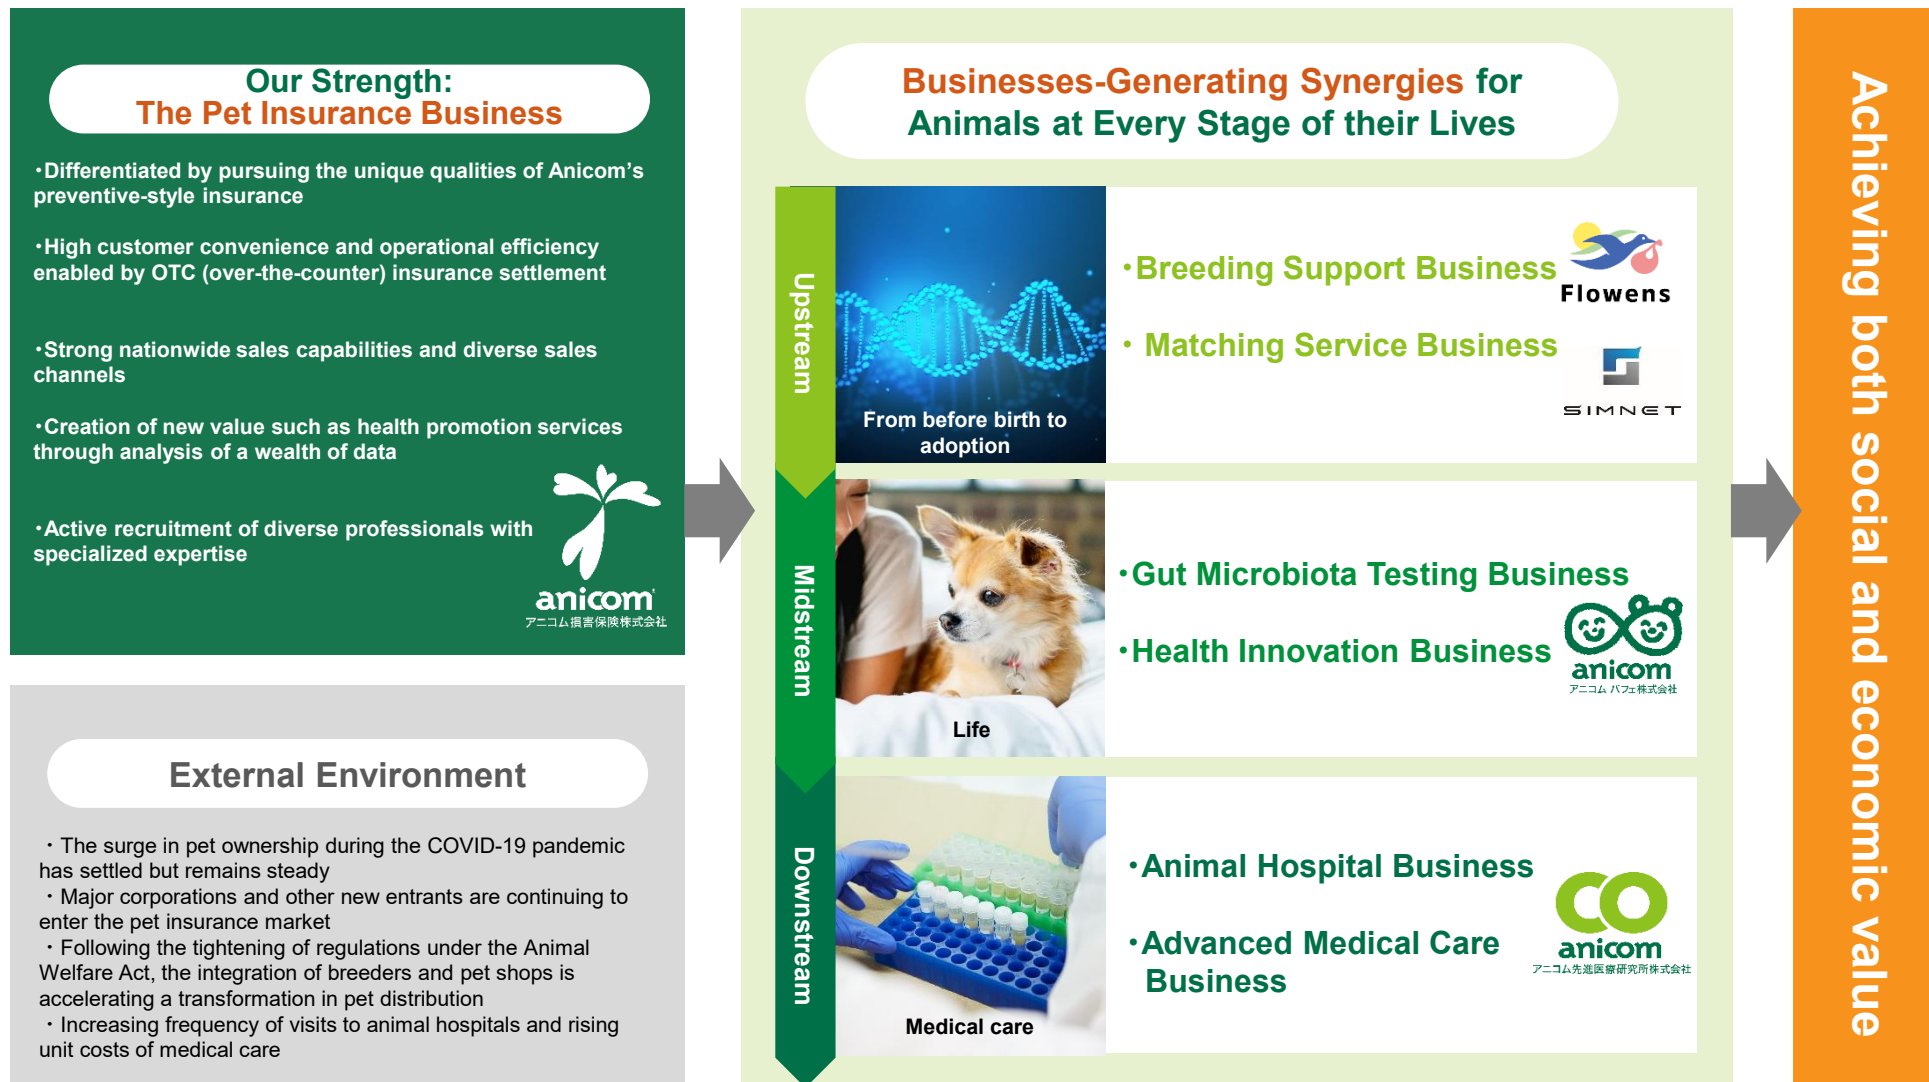 Our Strength:
The Pet Insurance Business
・Differentiated by pursuing the unique qualities of Anicom’s
preventive-style insurance
・High customer convenience and operational efficiency
enabled by OTC (over-the-counter) insurance settlement
・Strong nationwide sales capabilities and diverse sales
channels
・Creation of new value such as health promotion services
through analysis of a wealth of data
・Active recruitment of diverse professionals with
specialized expertise
anicom
アニコム損害保険株式会社
External Environment
・The surge in pet ownership during the COVID-19 pandemic
has settled but remains steady
・Major corporations and other new entrants are continuing to
enter the pet insurance market
・Following the tightening of regulations under the Animal
Welfare Act, the integration of breeders and pet shops is
accelerating a transformation in pet distribution
・Increasing frequency of visits to animal hospitals and rising
unit costs of medical care
Businesses-Generating Synergies for
Animals at Every Stage of their Lives
Upstream
From before birth to
adoption
・Breeding Support Business
Flowens
・Matching Service Business
SIMNET
Midstream
Life
・Gut Microbiota Testing Business
・Health Innovation Business
anicom
アニコム パフェ株式会社
Downstream
Medical care
・Animal Hospital Business
・Advanced Medical Care
Business
anicom
アニコム先進医療研究所株式会社
Achieving both social and economic value